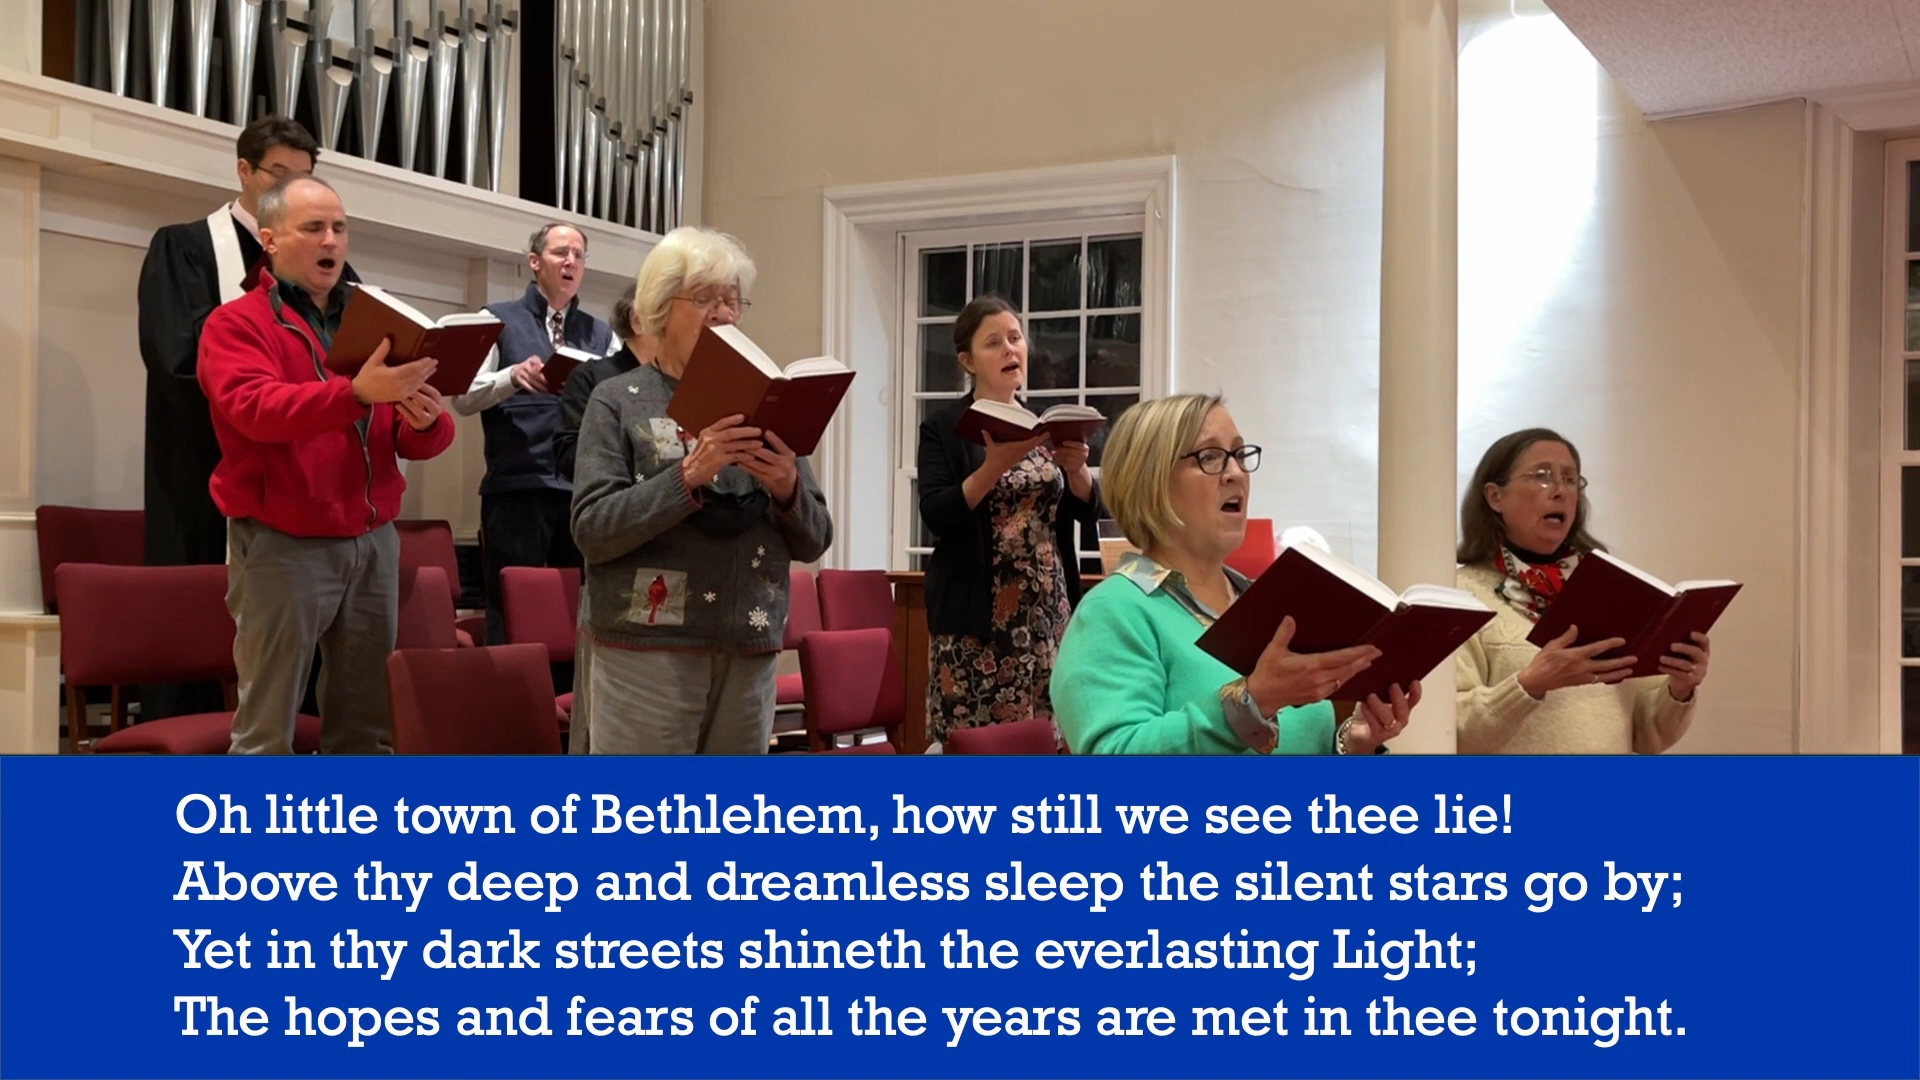 Oh little town of Bethlehem, how still we see thee lie!
Above thy deep and dreamless sleep the silent stars go by;
Yet in thy dark streets shineth the everlasting Light;
The hopes and fears of all the years are met in thee tonight.